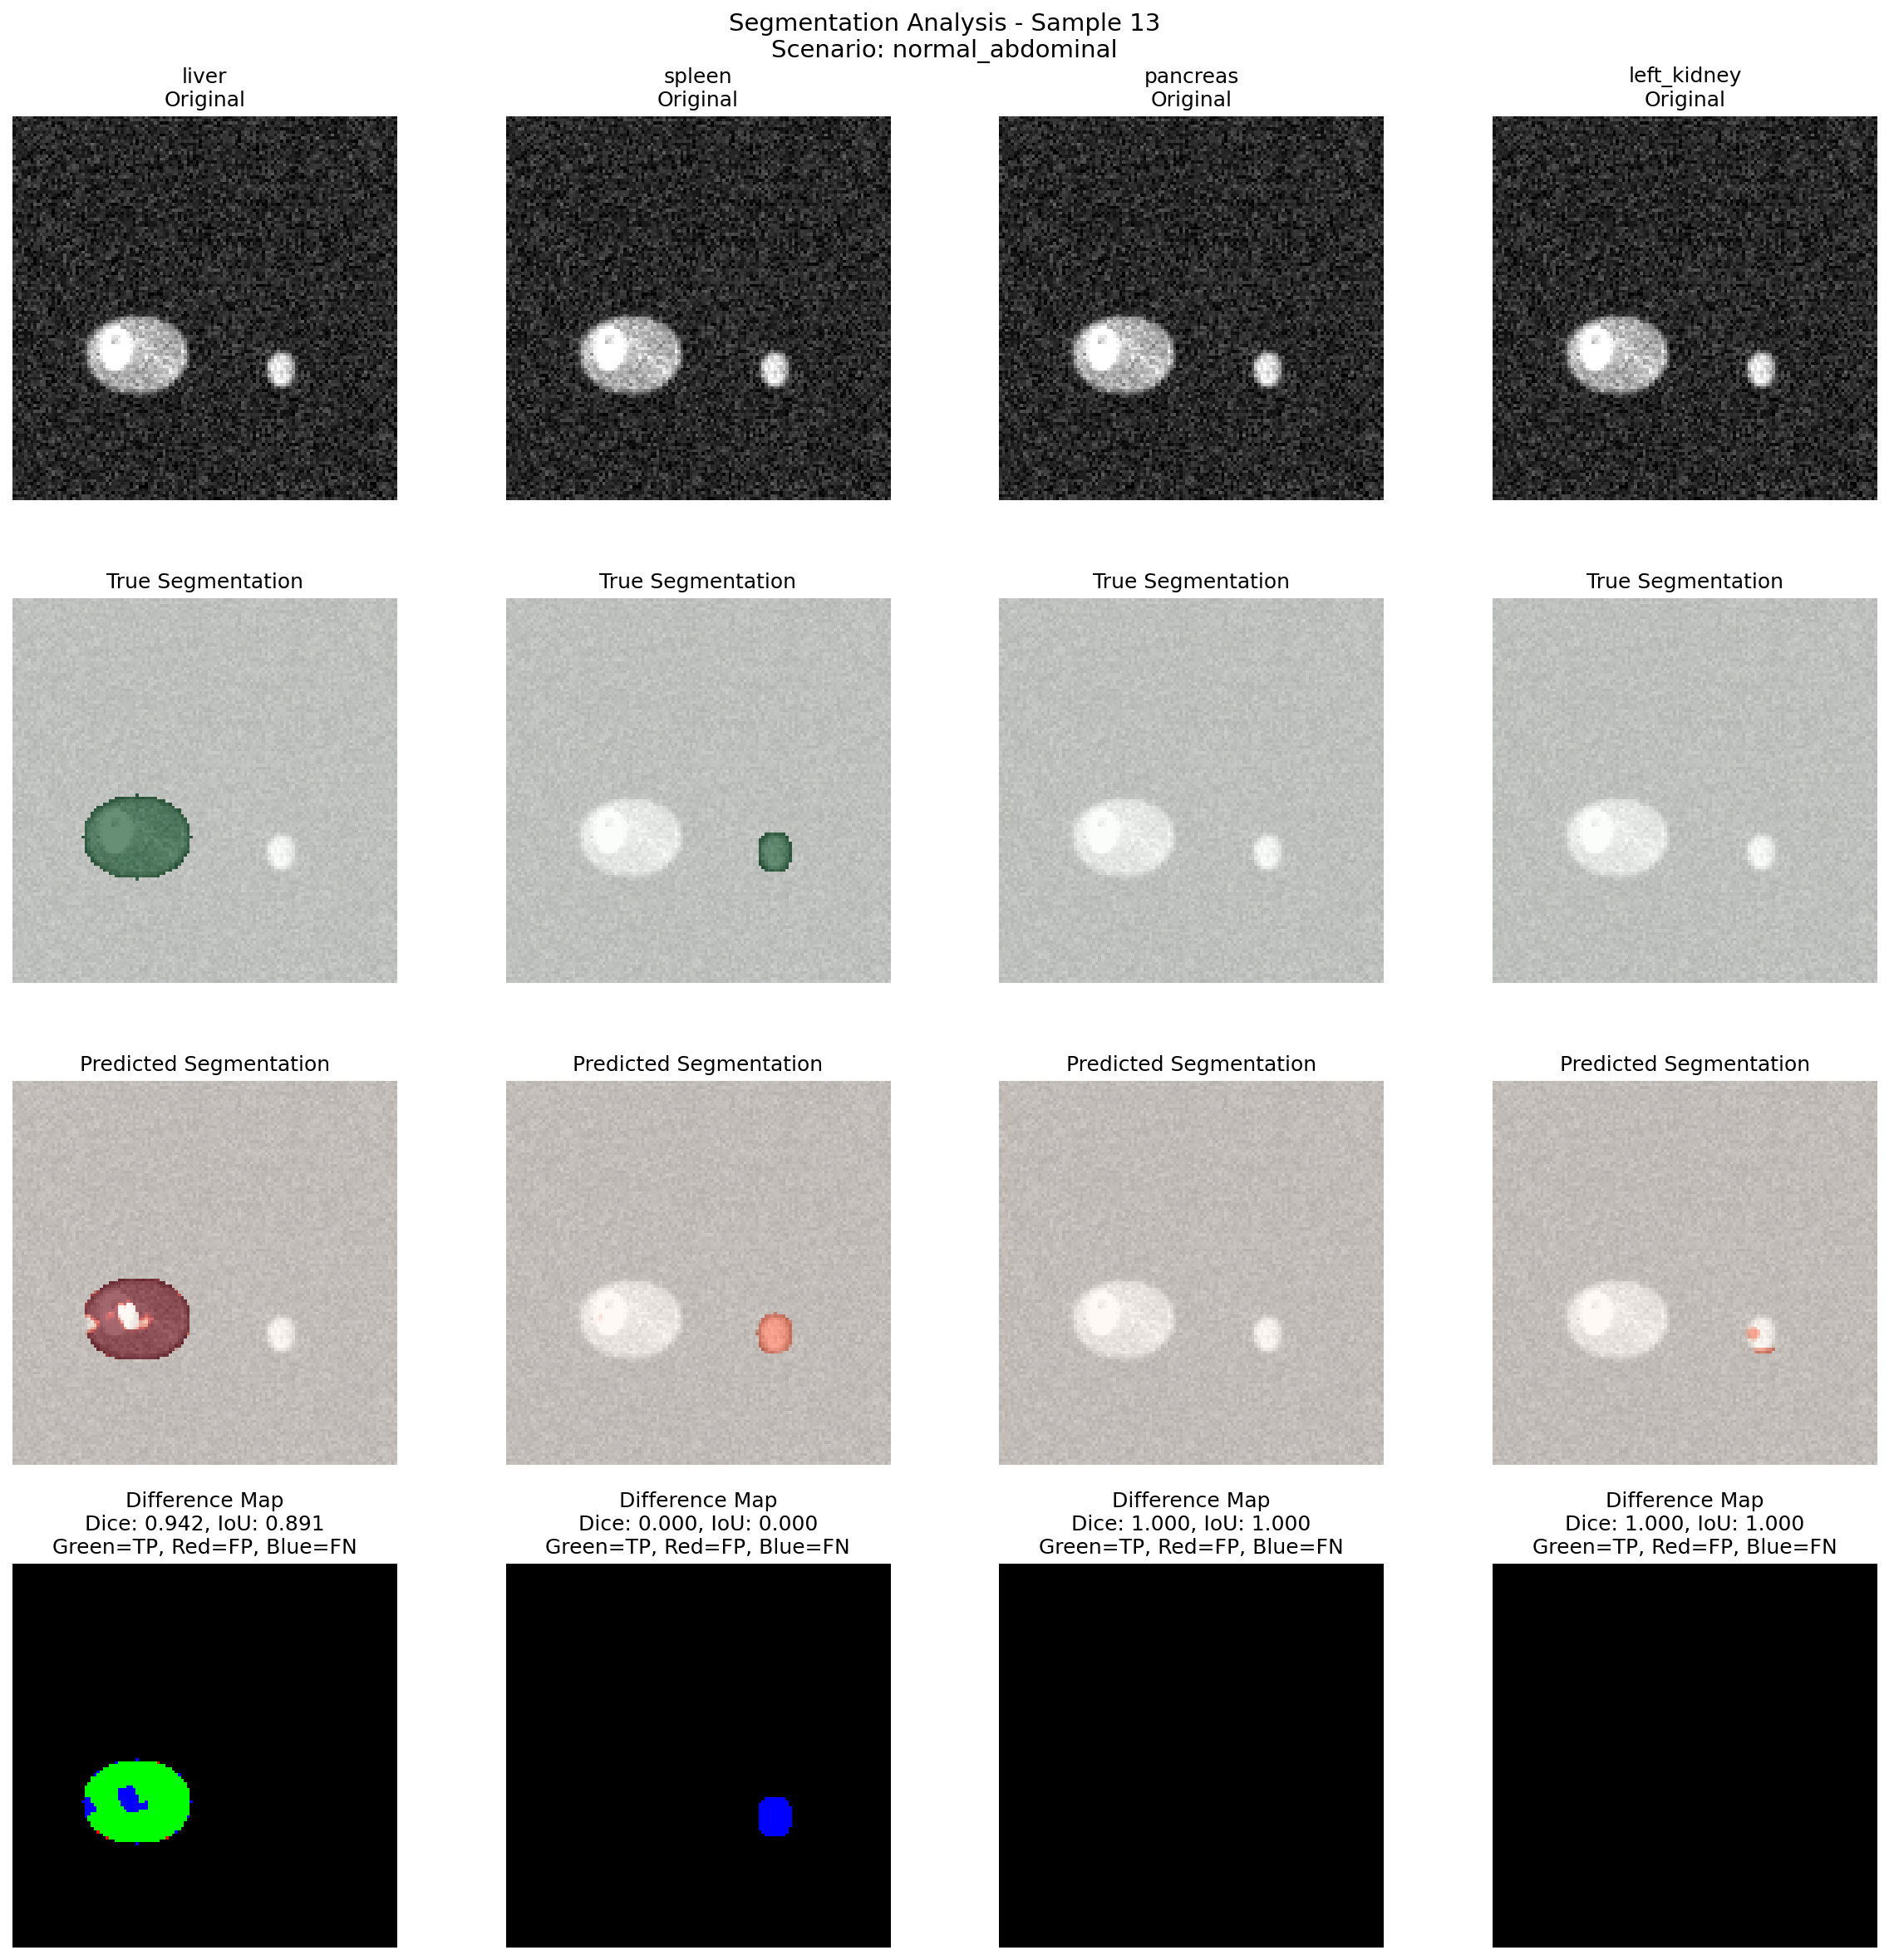 Segmentation Analysis - Sample 13
Scenario: normal_abdominal
liver
Original
spleen
Original
pancreas
Original
left_kidney
Original
True Segmentation
True Segmentation
True Segmentation
True Segmentation
Predicted Segmentation
Predicted Segmentation
Predicted Segmentation
Predicted Segmentation
Difference Map
Dice: 0.942, IoU: 0.891
Green=TP, Red=FP, Blue=FN
Difference Map
Dice: 0.000, IoU: 0.000
Green=TP, Red=FP, Blue=FN
Difference Map
Dice: 1.000, IoU: 1.000
Green=TP, Red=FP, Blue=FN
Difference Map
Dice: 1.000, IoU: 1.000
Green=TP, Red=FP, Blue=FN